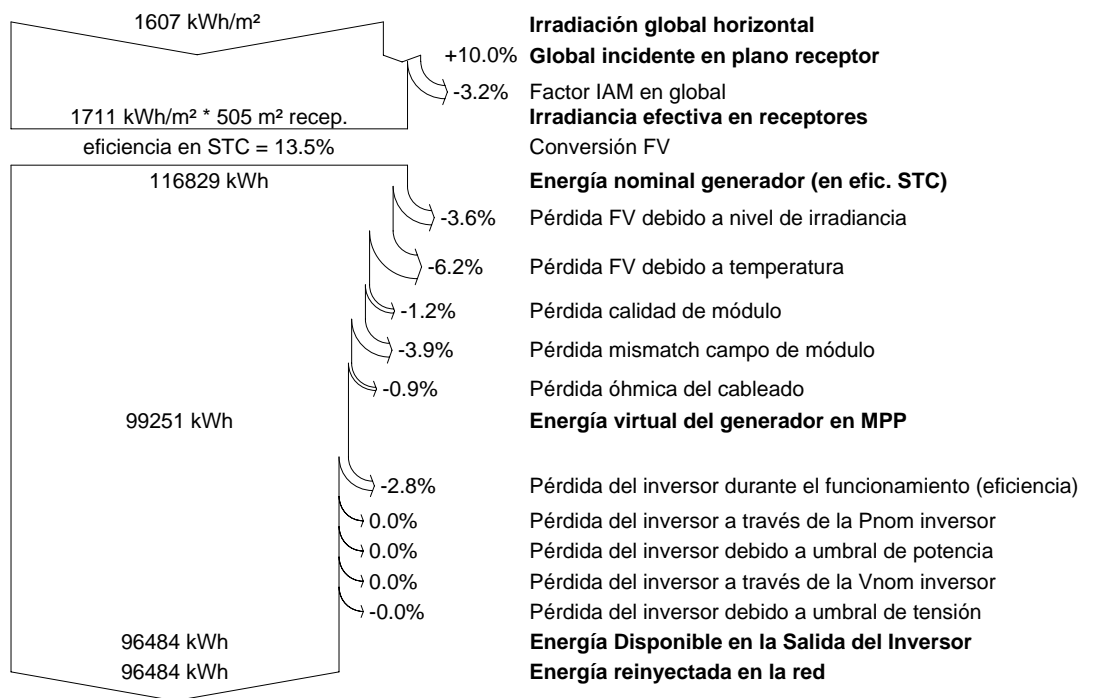 1607 kWh/m² Irradiación global horizontal
+10.0% Global incidente en plano receptor
-3.2% Factor IAM en global
1711 kWh/m² * 505 m² recep. Irradiancia efectiva en receptores
eficiencia en STC = 13.5% Conversión FV
116829 kWh Energía nominal generador (en efic. STC)
-3.6% Pérdida FV debido a nivel de irradiancia
-6.2% Pérdida FV debido a temperatura
-1.2% Pérdida calidad de módulo
-3.9% Pérdida mismatch campo de módulo
-0.9% Pérdida óhmica del cableado
99251 kWh Energía virtual del generador en MPP
-2.8% Pérdida del inversor durante el funcionamiento (eficiencia)
0.0% Pérdida del inversor a través de la Pnom inversor
0.0% Pérdida del inversor debido a umbral de potencia
0.0% Pérdida del inversor a través de la Vnom inversor
-0.0% Pérdida del inversor debido a umbral de tensión
96484 kWh Energía Disponible en la Salida del Inversor
96484 kWh Energía reinyectada en la red